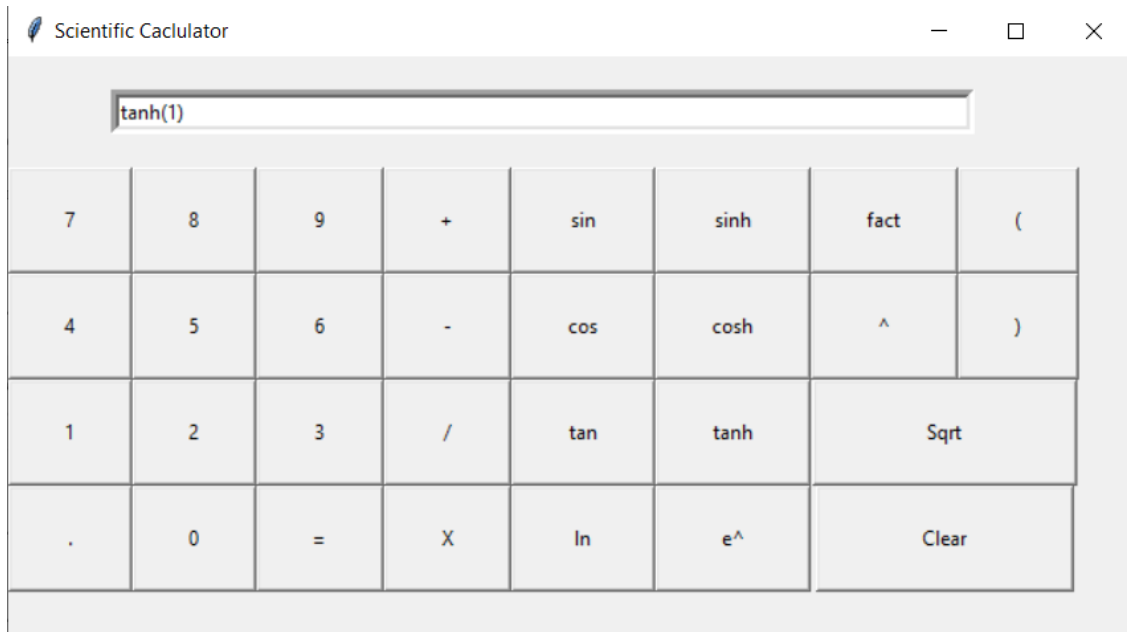 Scientific Caclulator
tanh(1)
7 8 9 + sin sinh fact (
4 5 6 - cos cosh ^ )
1 2 3 / tan tanh Sqrt
. 0 = X ln e^ Clear